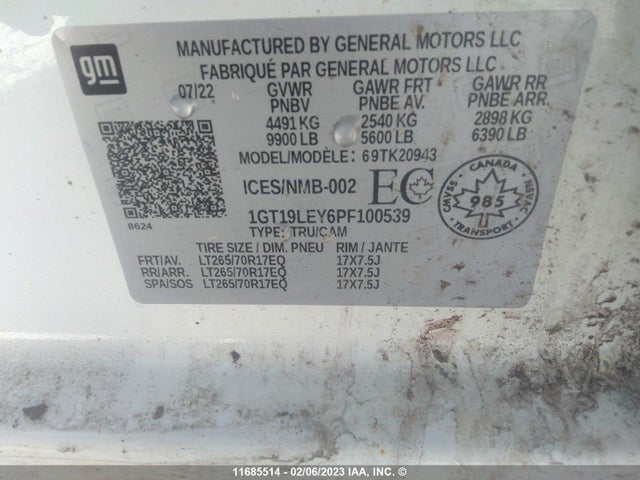 gm
MANUFACTURED BY GENERAL MOTORS LLC
FABRIQUÉ PAR GENERAL MOTORS LLC
07/22 GVWR GAWR FRT GAWR RR
PNBV PNBE AV. PNBE ARR.
4491 KG 2540 KG 2898 KG
9900 LB 5600 LB 6390 LB
MODEL/MODÈLE: 69TK20943
ICES/NMB-002 EC
CANADA
CMVSS 985 NSVAC
TRANSPORT
8624
1GT19LEY6PF100539
TYPE: TRU/CAM
TIRE SIZE / DIM. PNEU RIM / JANTE
FRT/AV. LT265/70R17EQ 17X7.5J
RR/ARR. LT265/70R17EQ 17X7.5J
SPA/SOS LT265/70R17EQ 17X7.5J
11685514 - 02/06/2023 IAA, INC. ©